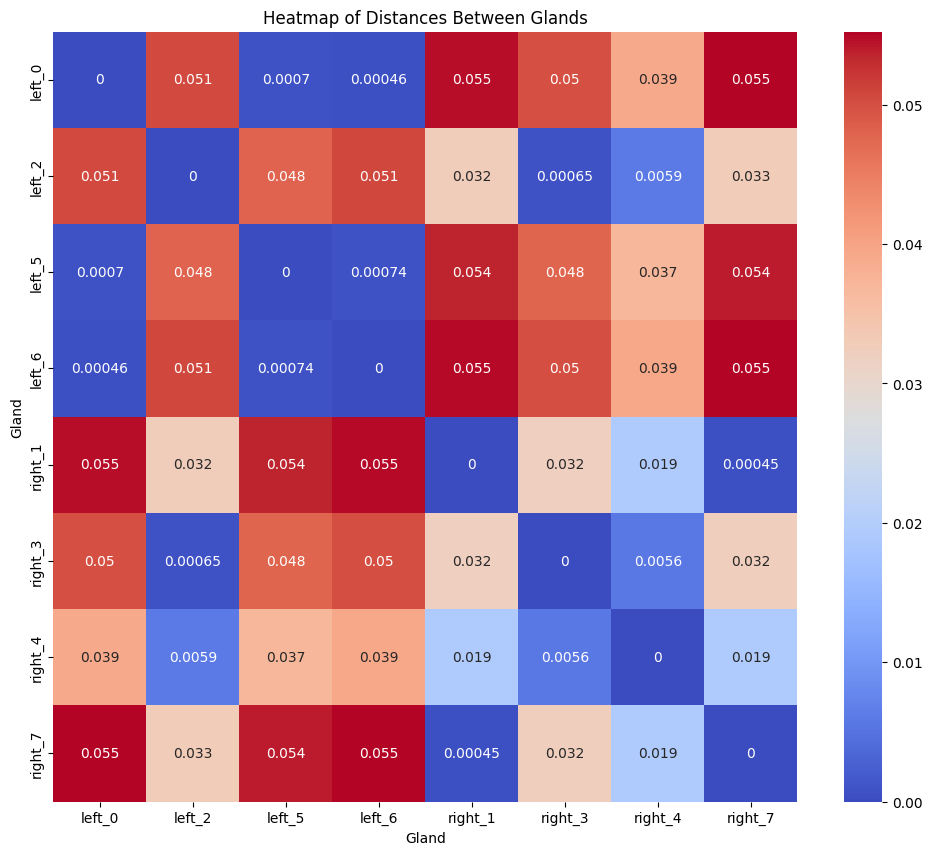 Heatmap of Distances Between Glands
Gland
left_0 0 0.051 0.0007 0.00046 0.055 0.05 0.039 0.055
left_2 0.051 0 0.048 0.051 0.032 0.00065 0.0059 0.033
left_5 0.0007 0.048 0 0.00074 0.054 0.048 0.037 0.054
left_6 0.00046 0.051 0.00074 0 0.055 0.05 0.039 0.055
right_1 0.055 0.032 0.054 0.055 0 0.032 0.019 0.00045
right_3 0.05 0.00065 0.048 0.05 0.032 0 0.0056 0.032
right_4 0.039 0.0059 0.037 0.039 0.019 0.0056 0 0.019
right_7 0.055 0.033 0.054 0.055 0.00045 0.032 0.019 0
left_0 left_2 left_5 left_6 right_1 right_3 right_4 right_7
Gland
0.05
0.04
0.03
0.02
0.01
0.00